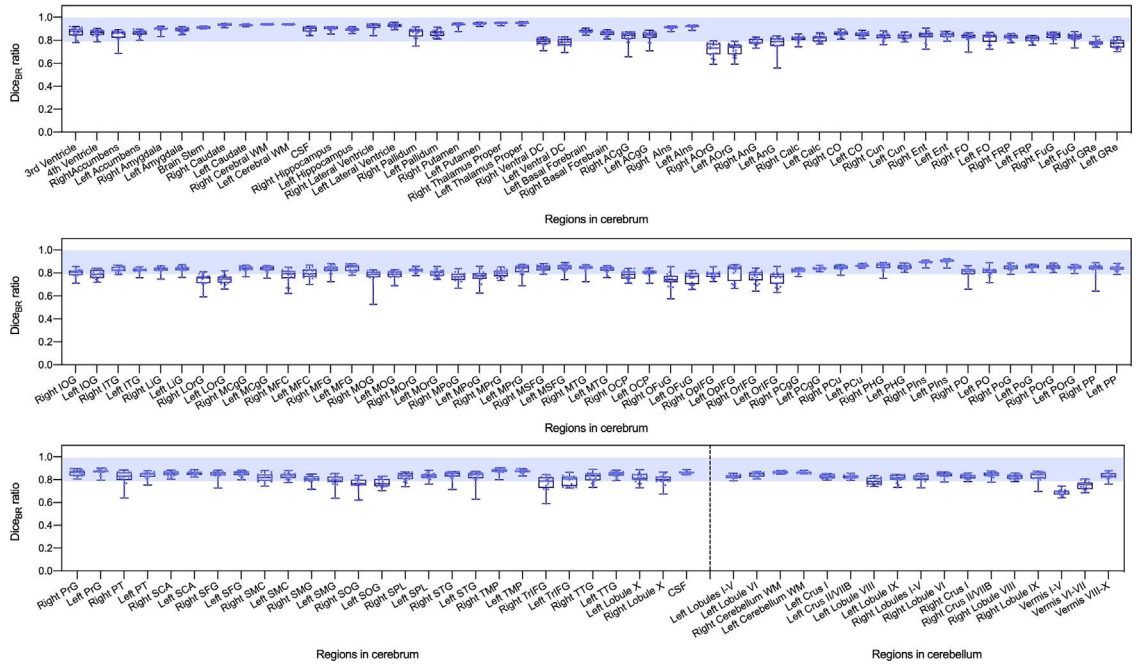 1.0
0.8
0.6
0.4
0.2
0.0
Dice_BR ratio
3rd Ventricle
4th Ventricle
RightAccumbens
Left Accumbens
Right Amygdala
Left Amygdala
Brain Stem
Right Caudate
Left Caudate
Right Cerebral WM
Left Cerebral WM
CSF
Right Hippocampus
Left Hippocampus
Right Lateral Ventricle
Left Lateral Ventricle
Right Pallidum
Left Pallidum
Right Putamen
Left Putamen
Right Thalamus Proper
Left Thalamus Proper
Right Ventral DC
Left Ventral DC
Left Basal Forebrain
Right Basal Forebrain
Right ACgG
Left ACgG
Right AIns
Left AIns
Right AOrG
Left AOrG
Right AnG
Left AnG
Right Calc
Left Calc
Right CO
Left CO
Right Cun
Left Cun
Right Ent
Left Ent
Right FO
Left FO
Right FRP
Left FRP
Right FuG
Left FuG
Right GRe
Left GRe
Regions in cerebrum
1.0
0.8
0.6
0.4
0.2
0.0
Dice_BR ratio
Right IOG
Left IOG
Right ITG
Left ITG
Right LiG
Left LiG
Right LOrG
Left LOrG
Right MCgG
Left MCgG
Right MFC
Left MFC
Right MFG
Left MFG
Right MOG
Left MOG
Right MOrG
Left MOrG
Right MPoG
Left MPoG
Right MPrG
Left MPrG
Right MSFG
Left MSFG
Right MTG
Left MTG
Right OCP
Left OCP
Right OFuG
Left OFuG
Right OpIFG
Left OpIFG
Right OrIFG
Left OrIFG
Right PCgG
Left PCgG
Right PCu
Left PCu
Right PHG
Left PHG
Right PIns
Left PIns
Right PO
Left PO
Right PoG
Left PoG
Right POrG
Left POrG
Right PP
Left PP
Regions in cerebrum
1.0
0.8
0.6
0.4
0.2
0.0
Dice_BR ratio
Right PrG
Left PrG
Right PT
Left PT
Right SCA
Left SCA
Right SFG
Left SFG
Right SMC
Left SMC
Right SMG
Left SMG
Right SOG
Left SOG
Right SPL
Left SPL
Right STG
Left STG
Right TMP
Left TMP
Right TrIFG
Left TrIFG
Right TTG
Left TTG
Left Lobule X
Right Lobule X
CSF
Left Lobules I-V
Left Lobule VI
Right Cerebellum WM
Left Cerebellum WM
Left Crus I
Left Crus II/VIIB
Left Lobule VIII
Left Lobule IX
Right Lobules I-V
Right Lobule VI
Right Crus I
Right Crus II/VIIB
Right Lobule VIII
Right Lobule IX
Vermis I-V
Vermis VI-VII
Vermis VIII-X
Regions in cerebrum
Regions in cerebellum